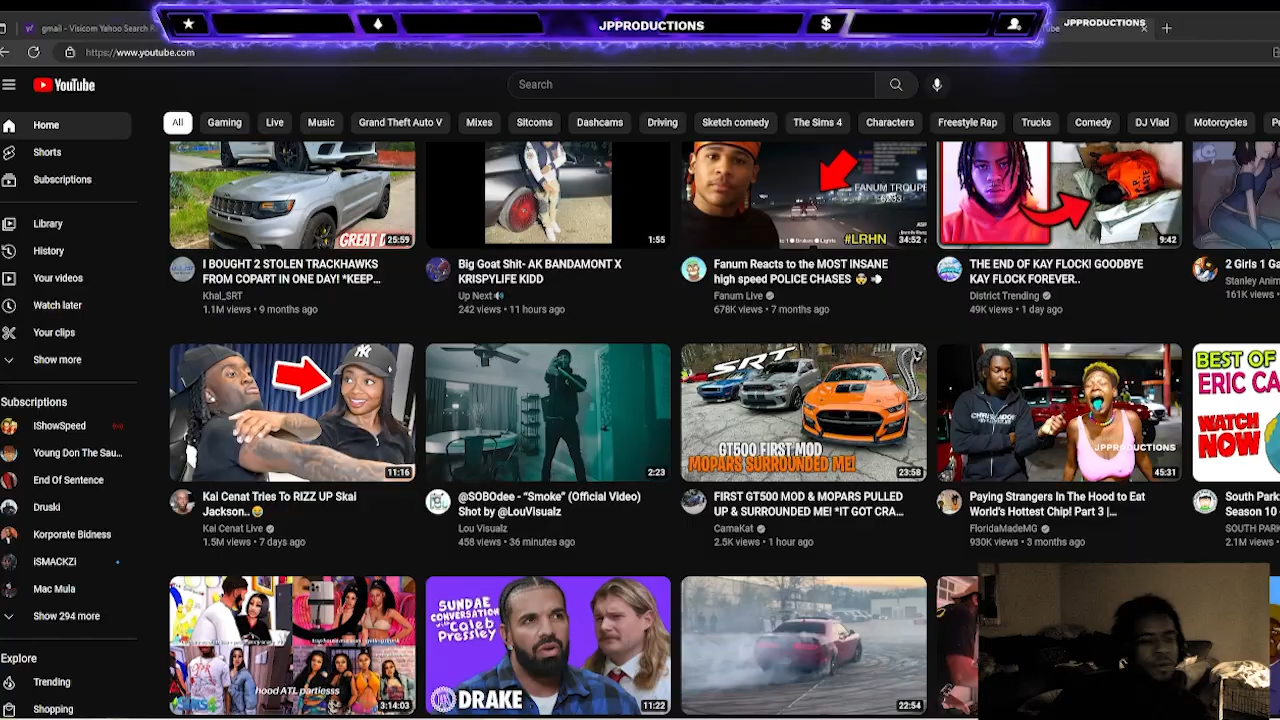 JPPRODUCTIONS
$
JPPRODUCTIONS
gmail - Visicom Yahoo Search
https://www.youtube.com
YouTube
Search
All
Gaming
Live
Music
Grand Theft Auto V
Mixes
Sitcoms
Dashcams
Driving
Sketch comedy
The Sims 4
Characters
Freestyle Rap
Trucks
Comedy
DJ Vlad
Motorcycles
Home
Shorts
Subscriptions
Library
History
Your videos
Watch later
Your clips
Show more
Subscriptions
IShowSpeed
Young Don The Sau...
End Of Sentence
Druski
Korporte Bidness
iSMACKZi
Mac Mula
Show 294 more
Explore
Trending
Shopping
GREAT D
25:59
I BOUGHT 2 STOLEN TRACKHAWKS
FROM COPART IN ONE DAY! *KEEP...
Khal_SRT
1.1M views • 9 months ago
1:55
Big Goat Shit- AK BANDAMONT X
KRISPYLIFE KIDD
Up Next
242 views • 11 hours ago
FANUM TROUPE
#LRHN
34:52
Fanum Reacts to the MOST INSANE
high speed POLICE CHASES
Fanum Live
678K views • 7 months ago
9:42
THE END OF KAY FLOCK! GOODBYE
KAY FLOCK FOREVER..
District Trending
49K views • 1 day ago
2 Girls 1 Ga
Stanley Anim
161K views
11:16
Kai Cenat Tries To RIZZ UP Skai
Jackson..
Kai Cenat Live
1.5M views • 7 days ago
2:23
@SOBOdee - “Smoke” (Official Video)
Shot by @LouVisualz
Lou Visualz
458 views • 36 minutes ago
SRT
GT500 FIRST MOD
MOPARS SURROUNDED ME!
23:58
FIRST GT500 MOD & MOPARS PULLED
UP & SURROUNDED ME! *IT GOT CRA...
CamaKat
2.5K views • 1 hour ago
JPPRODUCTIONS
45:31
Paying Strangers In The Hood to Eat
World's Hottest Chip! Part 3 |...
FloridaMadeMG
930K views • 3 months ago
BEST OF
ERIC CA
WATCH
NOW
South Park
Season 10
SOUTH PARK
2.1M views
hood ATL partiesss
3:14:03
SUNDAE
CONVERSATION
WITH CALEB
PRESSLEY
DRAKE
11:22
22:54